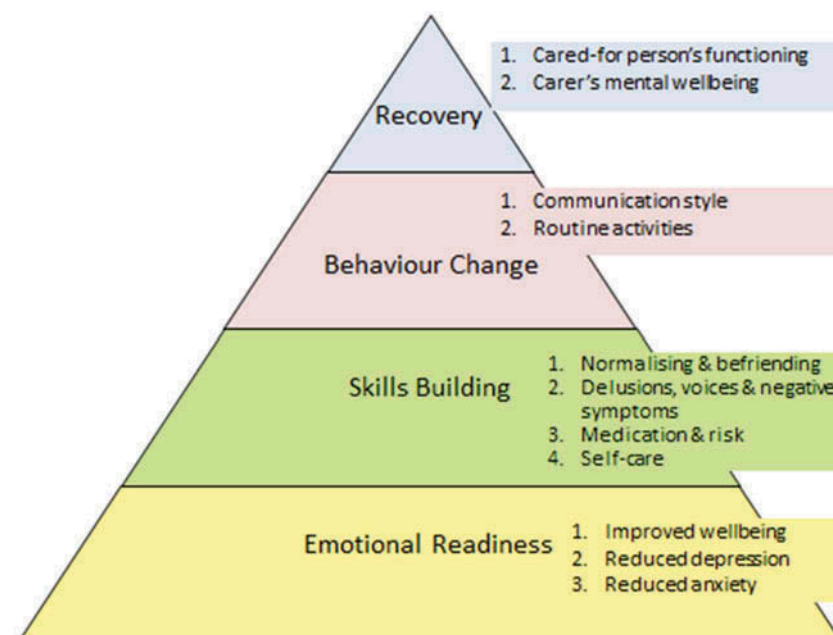 1. Cared-for person's functioning
2. Carer's mental wellbeing
Recovery
1. Communication style
2. Routine activities
Behaviour Change
1. Normalising & befriending
2. Delusions, voices & negative
symptoms
3. Medication & risk
4. Self-care
Skills Building
1. Improved wellbeing
2. Reduced depression
3. Reduced anxiety
Emotional Readiness